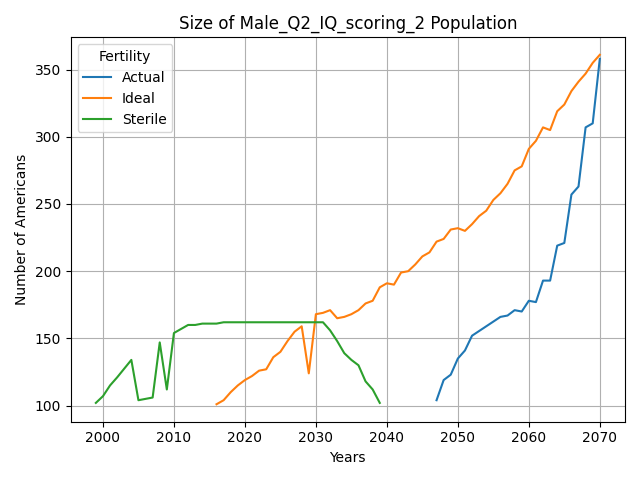 Size of Male_Q2_IQ_scoring_2 Population
Fertility
Actual
Ideal
Sterile
Number of Americans
350
300
250
200
150
100
2000 2010 2020 2030 2040 2050 2060 2070
Years